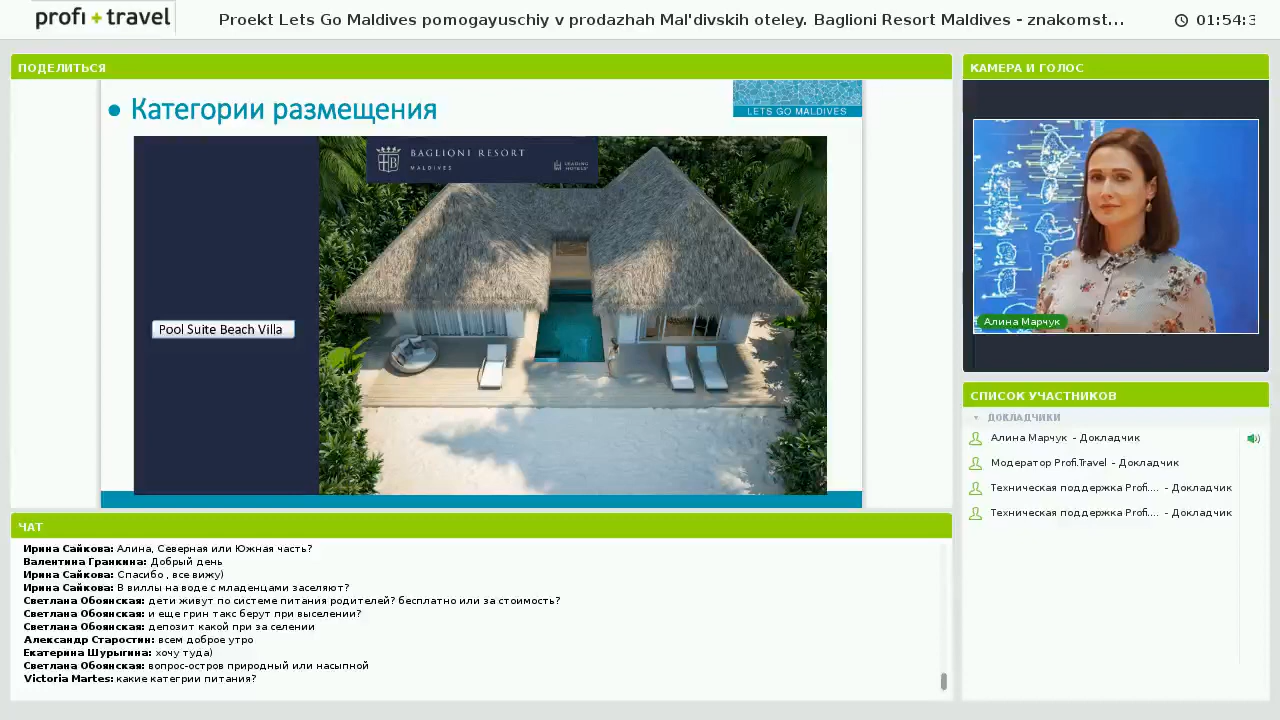 profi + travel
Proekt Lets Go Maldives pomogayuschiy v prodazhah Mal'divskih oteley. Baglioni Resort Maldives - znakomst...
01:54:3
ПОДЕЛИТЬСЯ
• Категории размещения
LETS GO MALDIVES
BAGLIONI RESORT
MALDIVES
LEADING HOTELS
Pool Suite Beach Villa
КАМЕРА И ГОЛОС
Алина Марчук
СПИСОК УЧАСТНИКОВ
ДОКЛАДЧИКИ
Алина Марчук - Докладчик
Модератор Profi.Travel - Докладчик
Техническая поддержка Profi.... - Докладчик
Техническая поддержка Profi.... - Докладчик
ЧАТ
Ирина Сайкова: Алина, Северная или Южная часть?
Валентина Гранкина: Добрый день
Ирина Сайкова: Спасибо , все вижу)
Ирина Сайкова: В виллы на воде с младенцами заселяют?
Светлана Обоянская: дети живут по системе питания родителей? бесплатно или за стоимость?
Светлана Обоянская: и еще грин такс берут при выселении?
Светлана Обоянская: депозит какой при за селении
Александр Старостин: всем доброе утро
Екатерина Шурыгина: хочу туда)
Светлана Обоянская: вопрос-остров природный или насыпной
Victoria Martes: какие категрии питания?